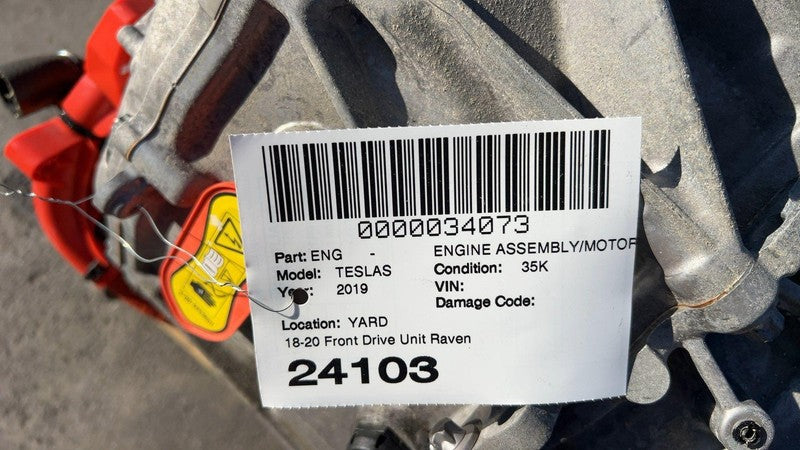 0000034073
Part: ENG - ENGINE ASSEMBLY/MOTOR
Model: TESLAS Condition: 35K
Year: 2019 VIN:
Damage Code:
Location: YARD
18-20 Front Drive Unit Raven
24103